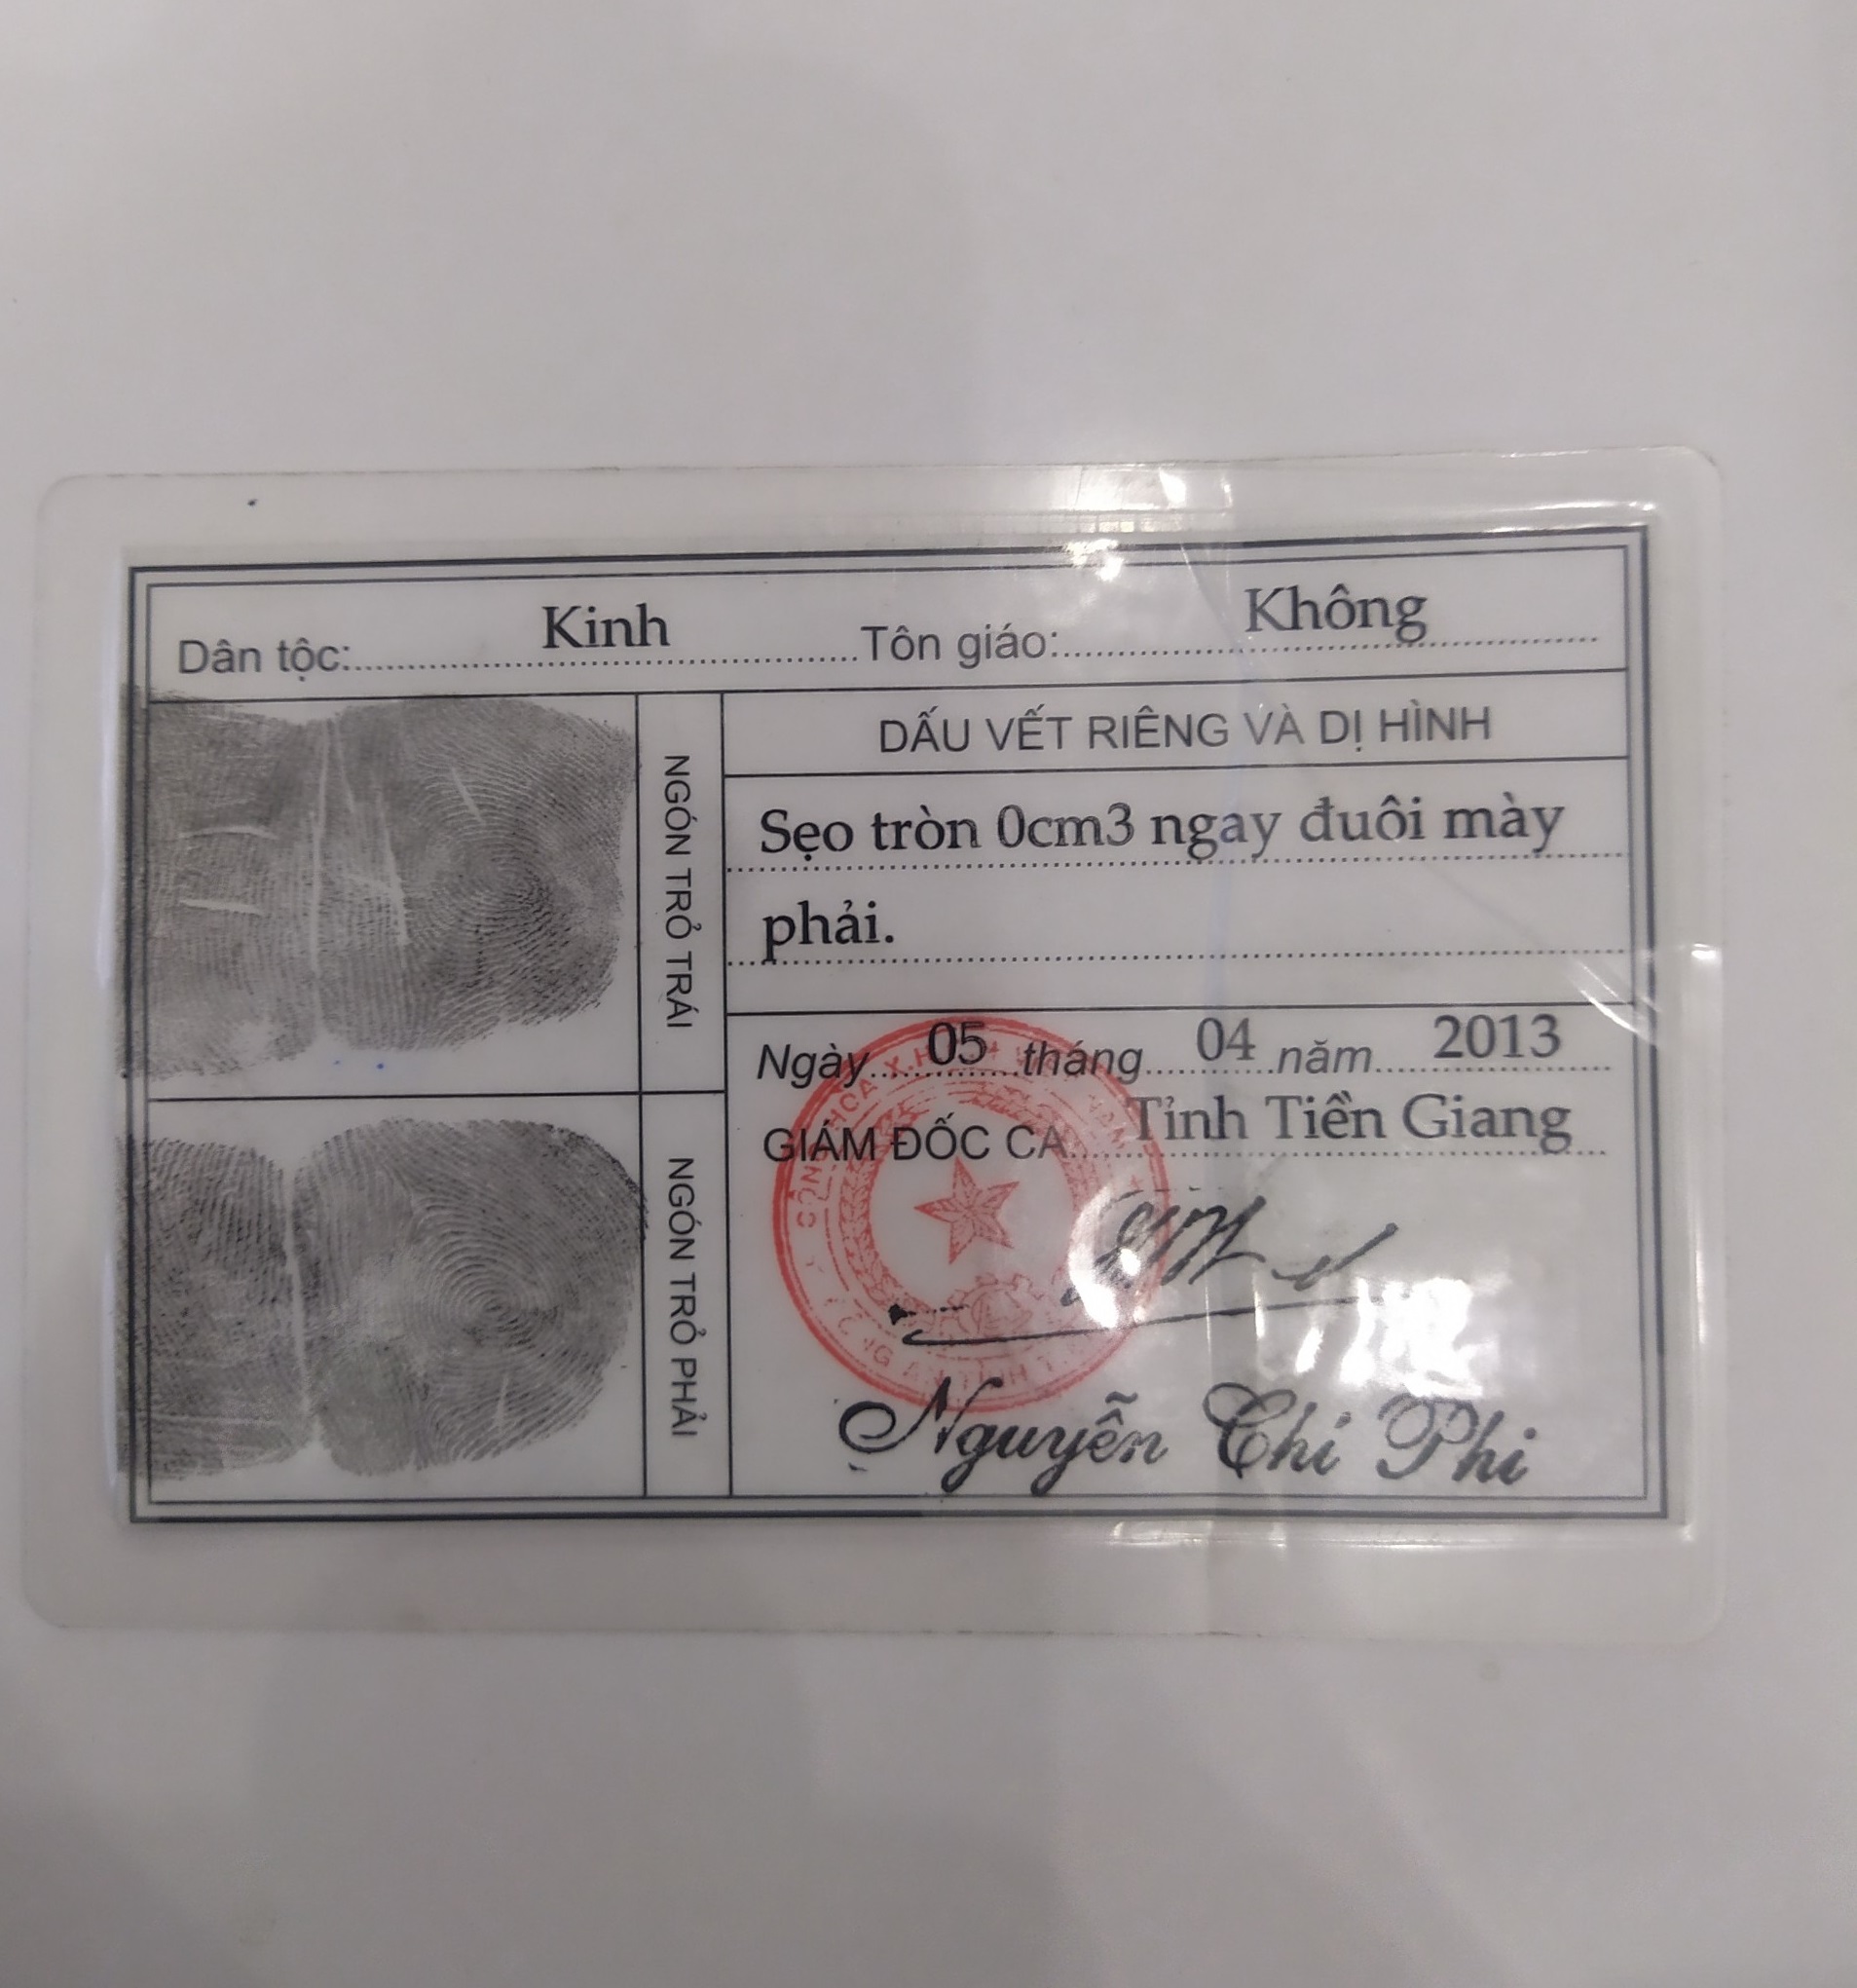 Dân tộc: Kinh Tôn giáo: Không
NGÓN TRỎ TRÁI
DẤU VẾT RIÊNG VÀ DỊ HÌNH
Sẹo tròn 0cm3 ngay đuôi mày
phải.
NGÓN TRỎ PHẢI
Ngày 05 tháng 04 năm 2013
GIÁM ĐỐC CA Tỉnh Tiền Giang
Nguyễn Chí Phi